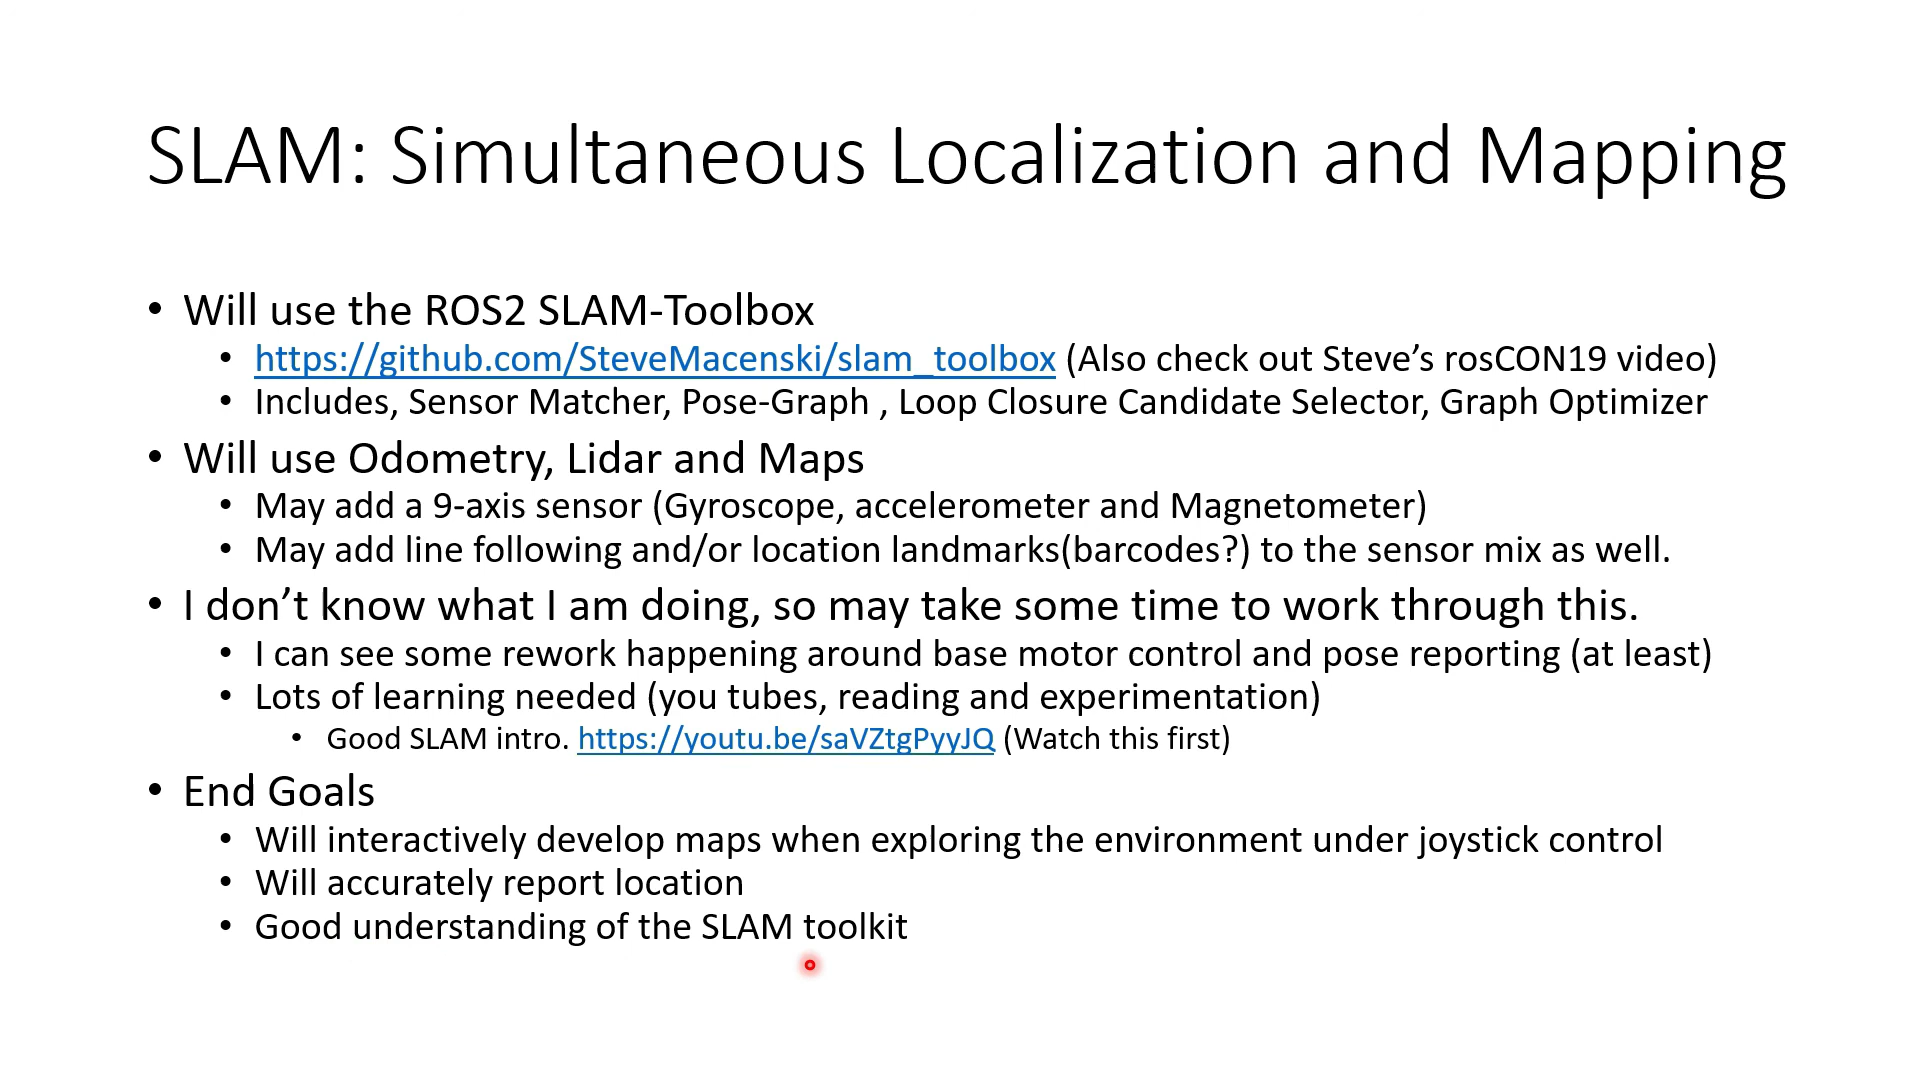 SLAM: Simultaneous Localization and Mapping
• Will use the ROS2 SLAM-Toolbox
• https://github.com/SteveMacenski/slam_toolbox (Also check out Steve’s rosCON19 video)
• Includes, Sensor Matcher, Pose-Graph , Loop Closure Candidate Selector, Graph Optimizer
• Will use Odometry, Lidar and Maps
• May add a 9-axis sensor (Gyroscope, accelerometer and Magnetometer)
• May add line following and/or location landmarks(barcodes?) to the sensor mix as well.
• I don’t know what I am doing, so may take some time to work through this.
• I can see some rework happening around base motor control and pose reporting (at least)
• Lots of learning needed (you tubes, reading and experimentation)
• Good SLAM intro. https://youtu.be/saVZtgPyyJQ (Watch this first)
• End Goals
• Will interactively develop maps when exploring the environment under joystick control
• Will accurately report location
• Good understanding of the SLAM toolkit